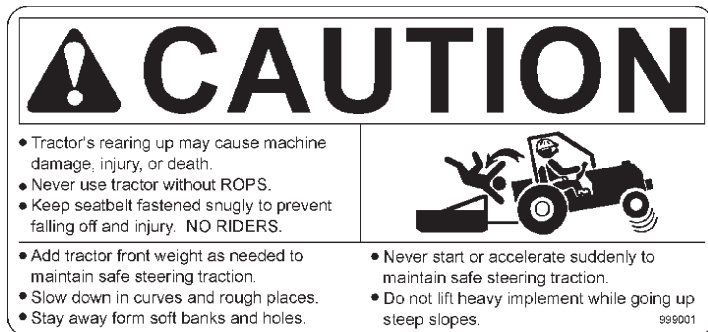 CAUTION
• Tractor's rearing up may cause machine
damage, injury, or death.
• Never use tractor without ROPS.
• Keep seatbelt fastened snugly to prevent
falling off and injury. NO RIDERS.
• Add tractor front weight as needed to
maintain safe steering traction.
• Slow down in curves and rough places.
• Stay away form soft banks and holes.
• Never start or accelerate suddenly to
maintain safe steering traction.
• Do not lift heavy implement while going up
steep slopes.
999001